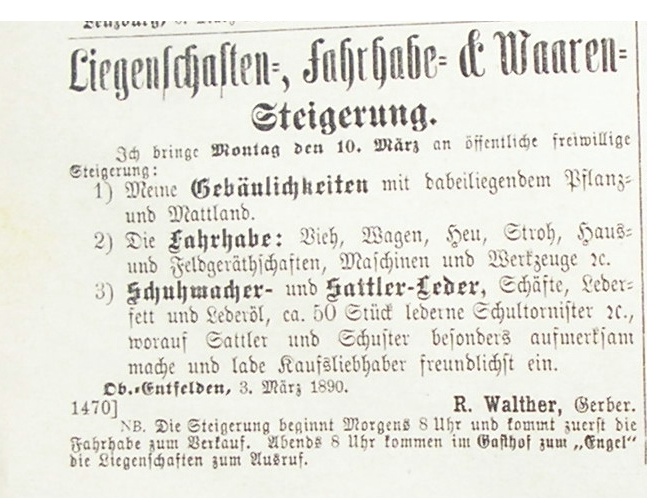 Liegenschaften-, Fahrhabe- & Waaren-
Steigerung.
Ich bringe Montag den 10. März an öffentliche freiwillige
Steigerung:
1) Meine Gebäulichkeiten mit dabeiliegendem Pflanz-
und Mattland.
2) Die Fahrhabe: Vieh, Wagen, Heu, Stroh, Haus-
und Feldgeräthschaften, Maschinen und Werkzeuge ꝛc.
3) Schuhmacher- und Sattler-Leder, Schäfte, Leder-
fett und Lederöl, ca. 50 Stück lederne Schultornister ꝛc.,
worauf Sattler und Schuster besonders aufmerksam
mache und lade Kaufsliebhaber freundlichst ein.
Ob.-Entfelden, 3. März 1890.
1470] R. Walther, Gerber.
NB. Die Steigerung beginnt Morgens 8 Uhr und kommt zuerst die
Fahrhabe zum Verkauf. Abends 8 Uhr kommen im Gasthof zum „Engel“
die Liegenschaften zum Ausruf.